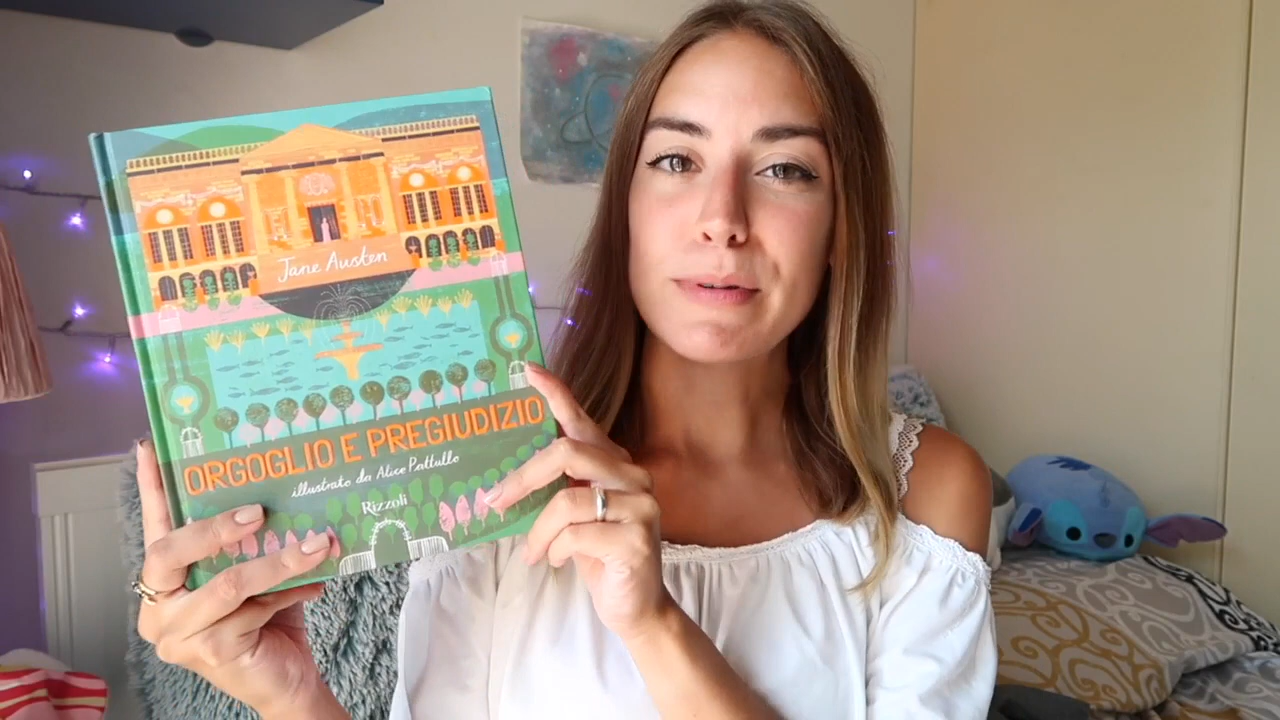 Jane Austen
ORGOGLIO E PREGIUDIZIO
illustrato da Alice Pattullo
Rizzoli